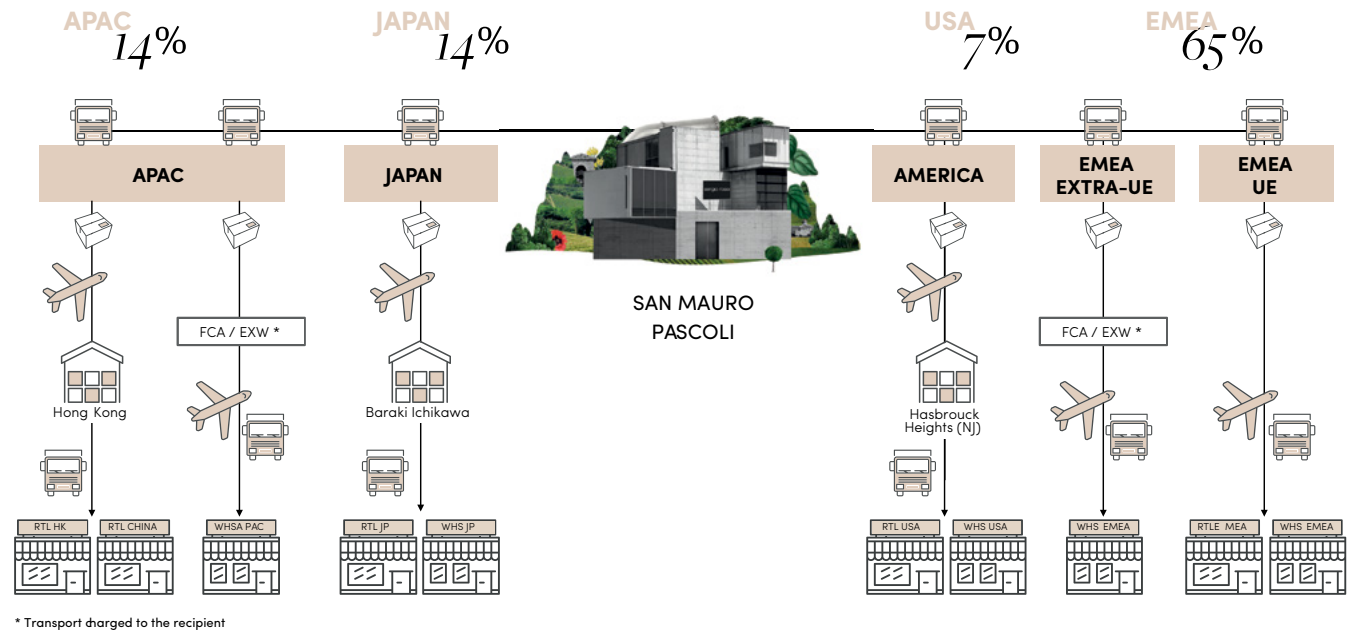 APAC
14%
JAPAN
14%
USA
7%
EMEA
65%
APAC
JAPAN
AMERICA
EMEA
EXTRA-UE
EMEA
UE
SAN MAURO
PASCOLI
FCA / EXW *
FCA / EXW *
Hong Kong
Baraki Ichikawa
Hasbrouck
Heights (NJ)
RTL HK
RTL CHINA
WHSA PAC
RTL JP
WHS JP
RTL USA
WHS USA
WHS EMEA
RTLE MEA
WHS EMEA
* Transport charged to the recipient